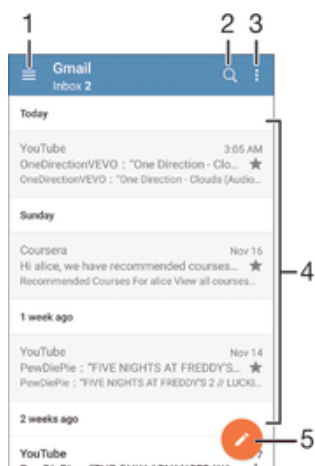 1 2 3
Gmail
Inbox 2
Today
YouTube 3:05 AM
OneDirectionVEVO : "One Direction - Clo...
OneDirectionVEVO : "One Direction - Clouds (Audio...
Sunday
Coursera Nov 16
Hi alice, we have recommended courses...
Recommended Courses For alice View all courses...
4
1 week ago
YouTube Nov 14
PewDiePie : "FIVE NIGHTS AT FREDDY'S...
PewDiePie : "FIVE NIGHTS AT FREDDY'S 2 // LUCKI...
2 weeks ago
5
YouTube 7